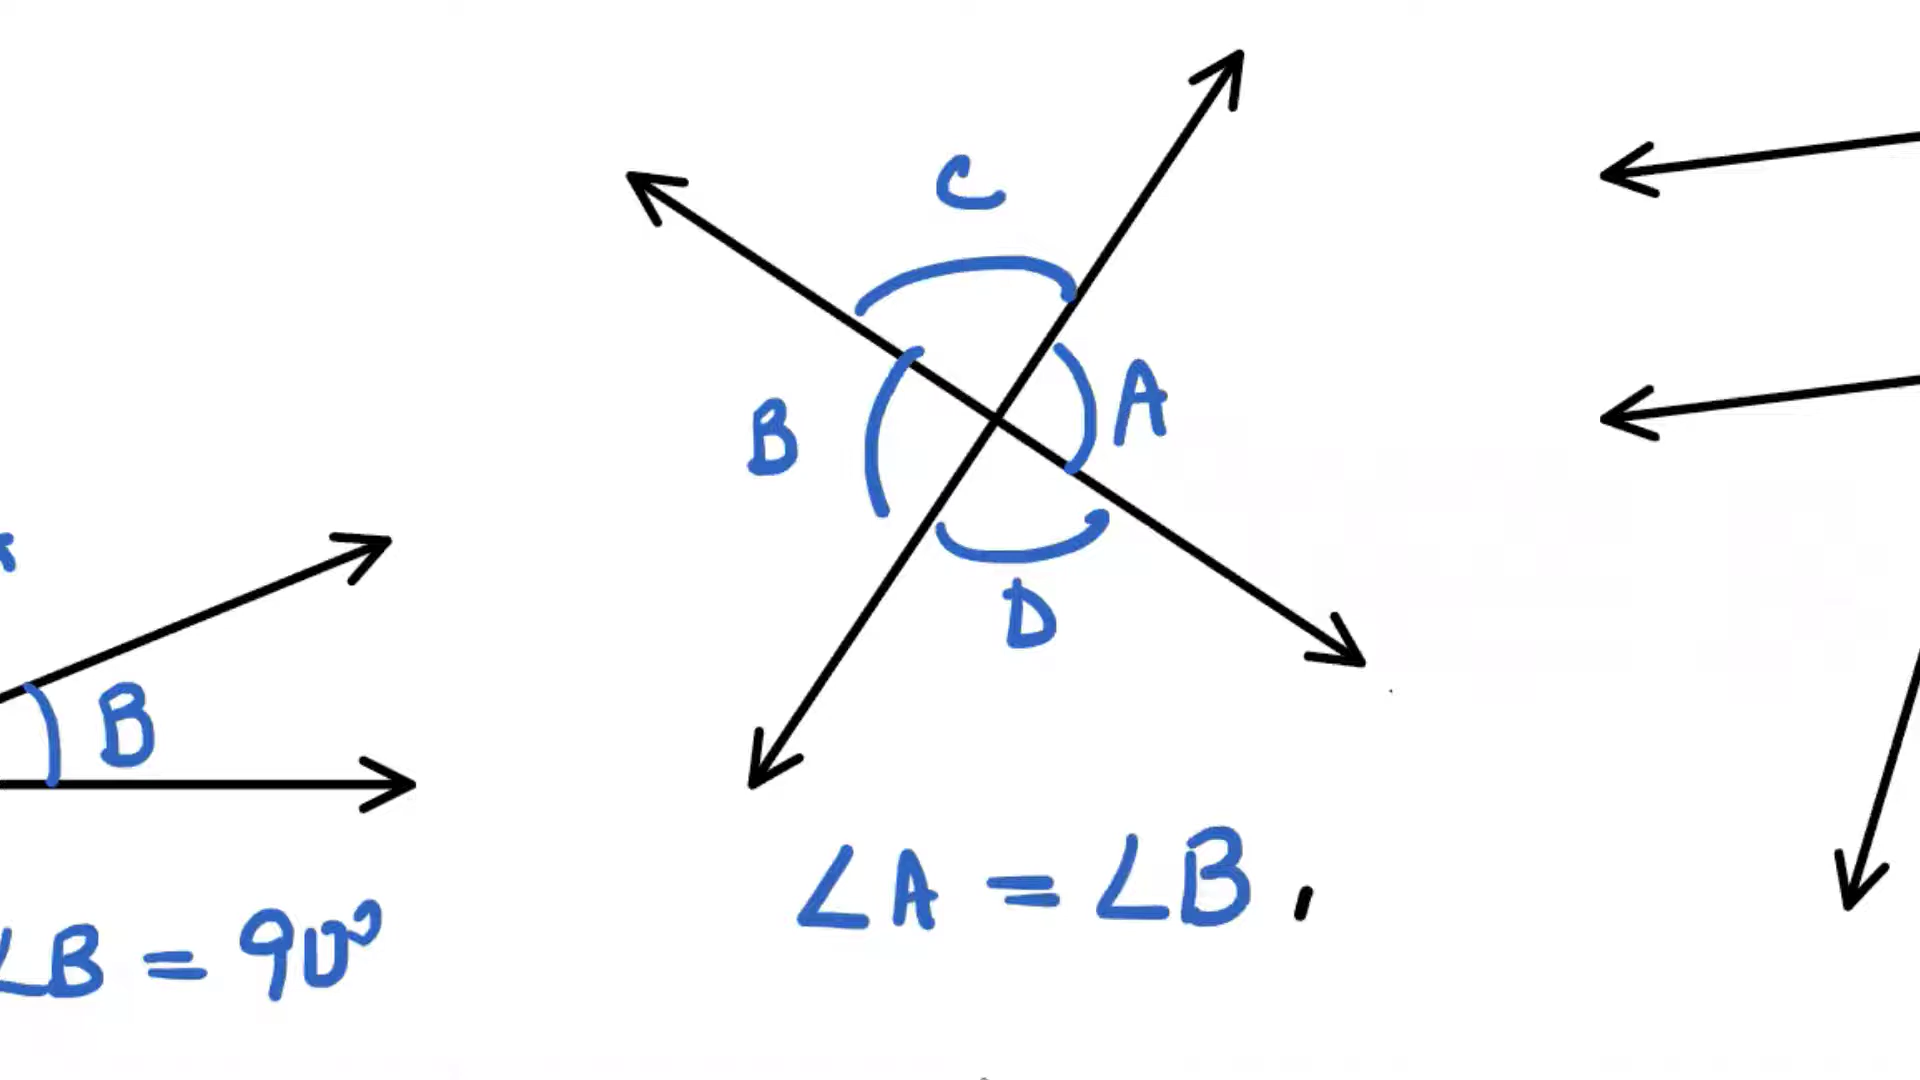 C
A
B
D
B
∠A = ∠B,
∠B = 90°